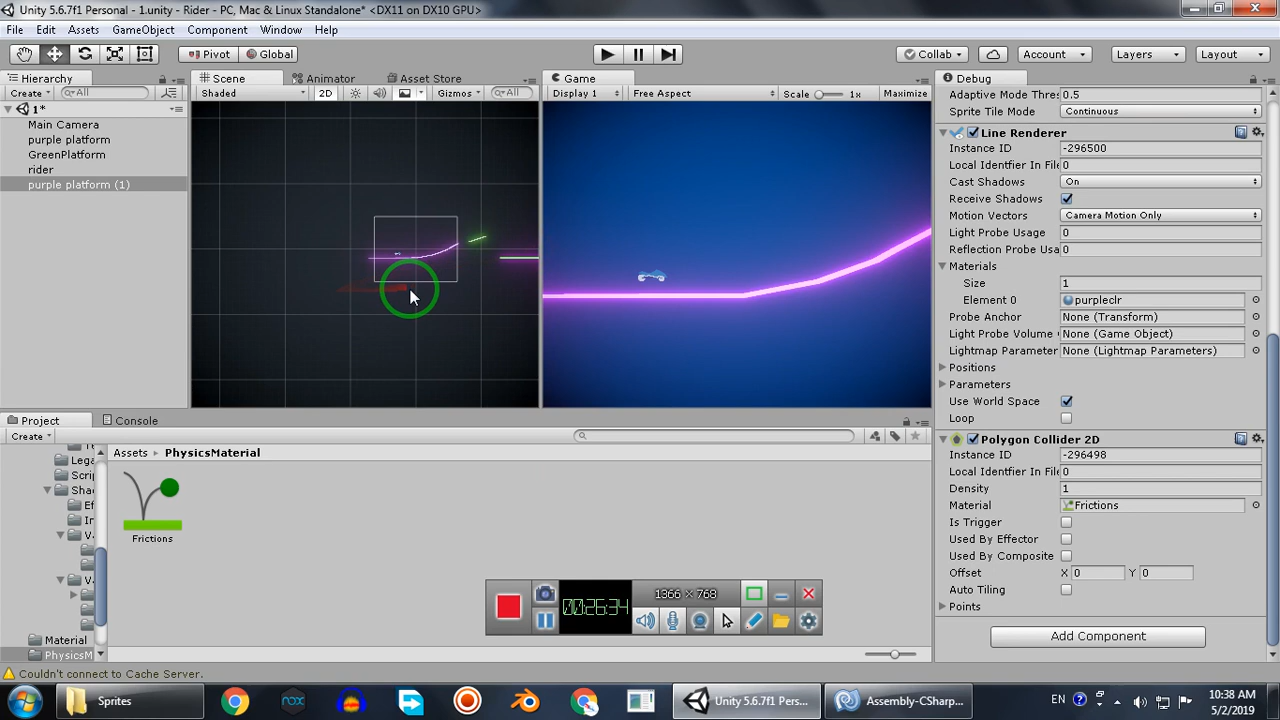 Unity 5.6.7f1 Personal - 1.unity - Rider - PC, Mac & Linux Standalone* <DX11 on DX10 GPU>
File Edit Assets GameObject Component Window Help
Pivot Global Collab Account Layers Layout
Hierarchy
Create All
1*
Main Camera
purple platform
GreenPlatform
rider
purple platform (1)
Scene Animator Asset Store
Shaded 2D Gizmos All
Game
Display 1 Free Aspect Scale 1x Maximize
Debug
Adaptive Mode Thres 0.5
Sprite Tile Mode Continuous
Line Renderer
Instance ID -296500
Local Identfier In File 0
Cast Shadows On
Receive Shadows
Motion Vectors Camera Motion Only
Light Probe Usage 0
Reflection Probe Usa 0
Materials
Size 1
Element 0 purpleclr
Probe Anchor None (Transform)
Light Probe Volume None (Game Object)
Lightmap Parameter None (Lightmap Parameters)
Positions
Parameters
Use World Space
Loop
Polygon Collider 2D
Instance ID -296498
Local Identfier In File 0
Density 1
Material Frictions
Is Trigger
Used By Effector
Used By Composite
Offset X 0 Y 0
Auto Tiling
Points
Add Component
Project Console
Create
Lega
Scri
Sha
Ef
In
V
V
Material
PhysicsM
Assets PhysicsMaterial
Frictions
00:26:34
1366 × 768
Couldn't connect to Cache Server.
Sprites
nox
Unity 5.6.7f1 Pers...
Assembly-CSharp...
EN
10:38 AM
5/2/2019